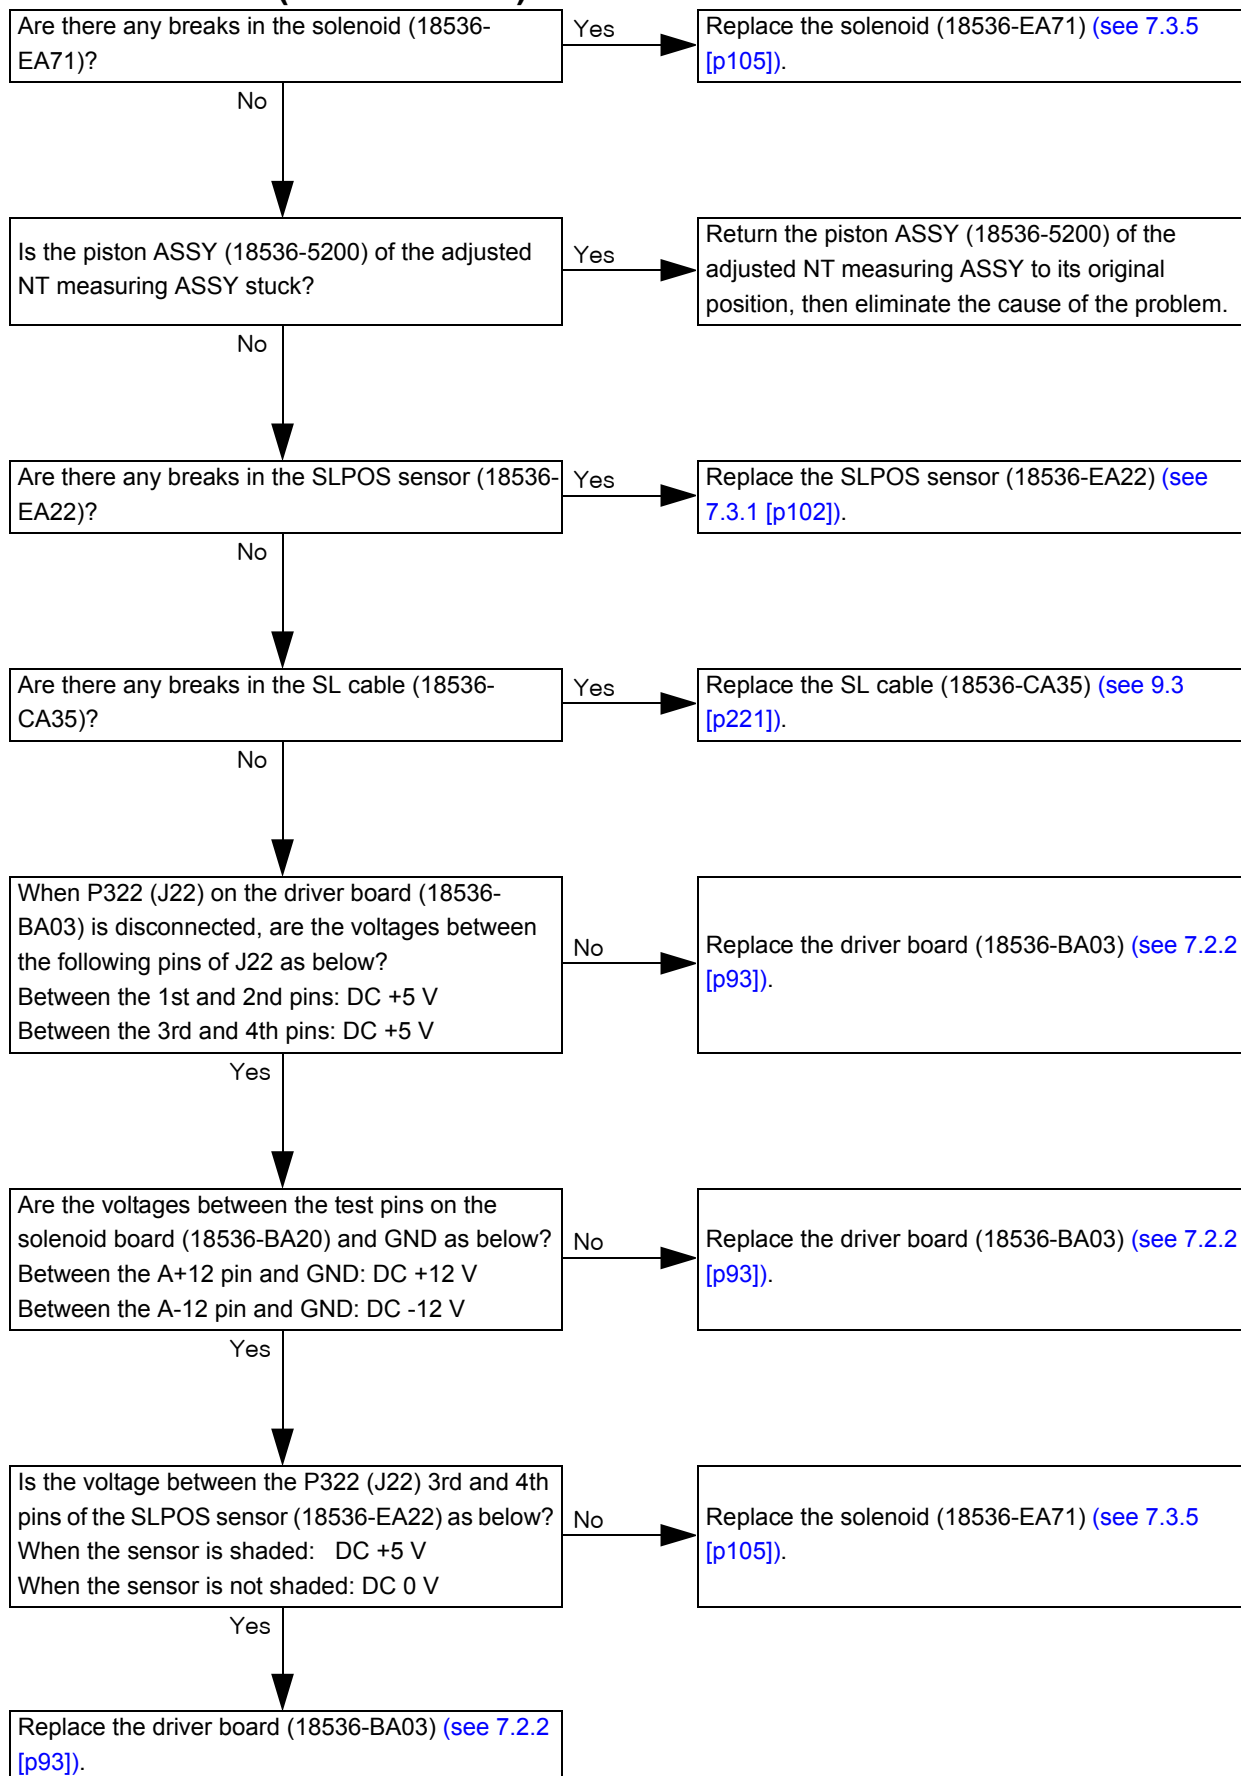 Are there any breaks in the solenoid (18536-
EA71)?
Yes
Replace the solenoid (18536-EA71) (see 7.3.5
[p105]).
No
Is the piston ASSY (18536-5200) of the adjusted
NT measuring ASSY stuck?
Yes
Return the piston ASSY (18536-5200) of the
adjusted NT measuring ASSY to its original
position, then eliminate the cause of the problem.
No
Are there any breaks in the SLPOS sensor (18536-
EA22)?
Yes
Replace the SLPOS sensor (18536-EA22) (see
7.3.1 [p102]).
No
Are there any breaks in the SL cable (18536-
CA35)?
Yes
Replace the SL cable (18536-CA35) (see 9.3
[p221]).
No
When P322 (J22) on the driver board (18536-
BA03) is disconnected, are the voltages between
the following pins of J22 as below?
Between the 1st and 2nd pins: DC +5 V
Between the 3rd and 4th pins: DC +5 V
No
Replace the driver board (18536-BA03) (see 7.2.2
[p93]).
Yes
Are the voltages between the test pins on the
solenoid board (18536-BA20) and GND as below?
Between the A+12 pin and GND: DC +12 V
Between the A-12 pin and GND: DC -12 V
No
Replace the driver board (18536-BA03) (see 7.2.2
[p93]).
Yes
Is the voltage between the P322 (J22) 3rd and 4th
pins of the SLPOS sensor (18536-EA22) as below?
When the sensor is shaded: DC +5 V
When the sensor is not shaded: DC 0 V
No
Replace the solenoid (18536-EA71) (see 7.3.5
[p105]).
Yes
Replace the driver board (18536-BA03) (see 7.2.2
[p93]).